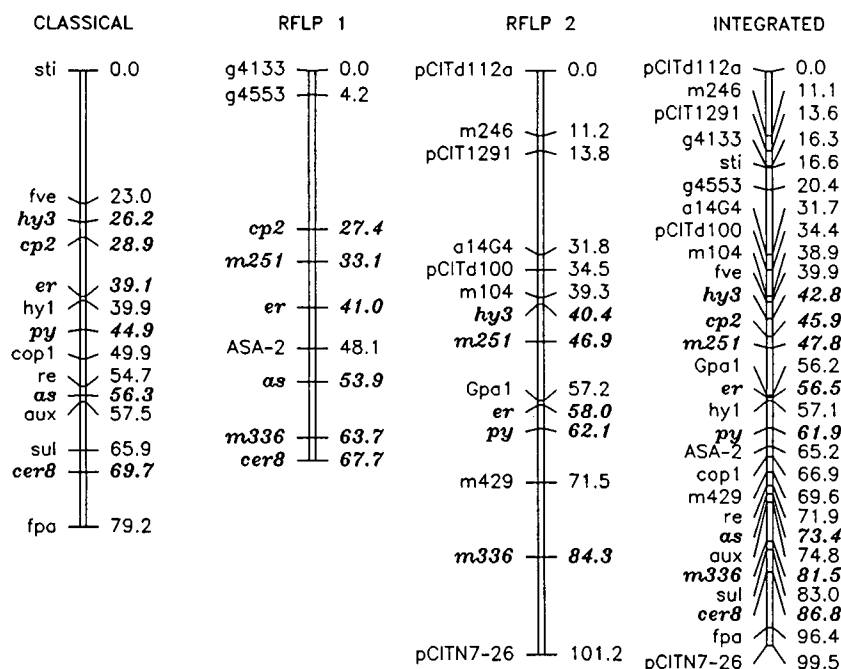 CLASSICAL
sti 0.0
fve 23.0
hy3 26.2
cp2 28.9
er 39.1
hy1 39.9
py 44.9
cop1 49.9
re 54.7
as 56.3
aux 57.5
sul 65.9
cer8 69.7
fpa 79.2
RFLP 1
g4133 0.0
g4553 4.2
cp2 27.4
m251 33.1
er 41.0
ASA-2 48.1
as 53.9
m336 63.7
cer8 67.7
RFLP 2
pCITd112a 0.0
m246 11.2
pCIT1291 13.8
a14G4 31.8
pCITd100 34.5
m104 39.3
hy3 40.4
m251 46.9
Gpa1 57.2
er 58.0
py 62.1
m429 71.5
m336 84.3
pCITN7-26 101.2
INTEGRATED
pCITd112a 0.0
m246 11.1
pCIT1291 13.6
g4133 16.3
sti 16.6
g4553 20.4
a14G4 31.7
pCITd100 34.4
m104 38.9
fve 39.9
hy3 42.8
cp2 45.9
m251 47.8
Gpa1 56.2
er 56.5
hy1 57.1
py 61.9
ASA-2 65.2
cop1 66.9
m429 69.6
re 71.9
as 73.4
aux 74.8
m336 81.5
sul 83.0
cer8 86.8
fpa 96.4
pCITN7-26 99.5